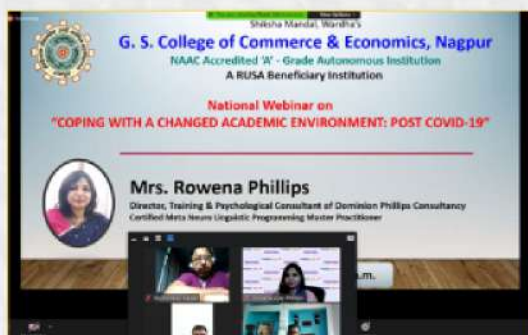 Shiksha Mandal, Wardha's
G. S. College of Commerce & Economics, Nagpur
NAAC Accredited 'A' - Grade Autonomous Institution
A RUSA Beneficiary Institution
National Webinar on
"COPING WITH A CHANGED ACADEMIC ENVIRONMENT: POST COVID-19"
Mrs. Rowena Phillips
Director, Training & Psychological Consultant of Dominion Phillips Consultancy
Certified Meta Neuro Linguistic Programming Master Practitioner
a.m.